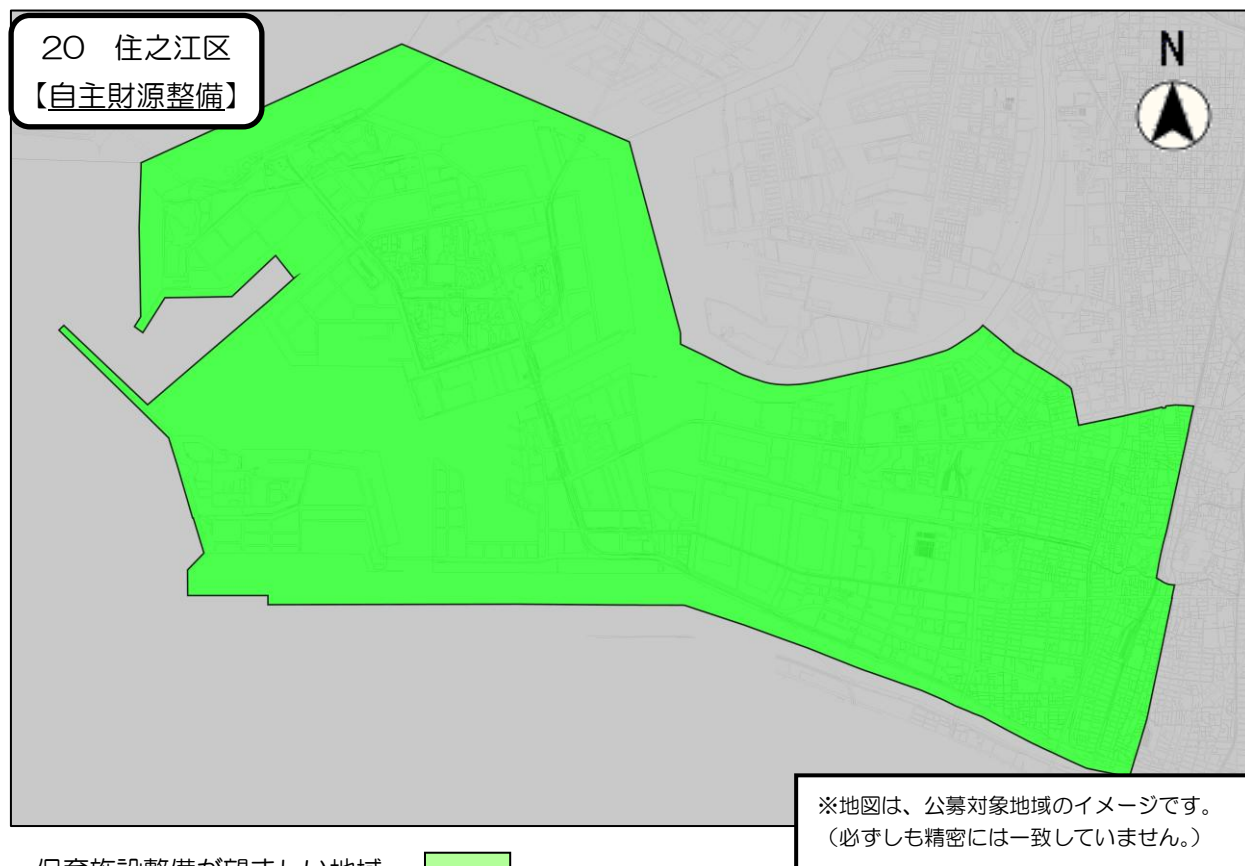 20 住之江区
【自主財源整備】
N
※地図は、公募対象地域のイメージです。
（必ずしも精密には一致していません。）
保育施設整備が望ましい地域